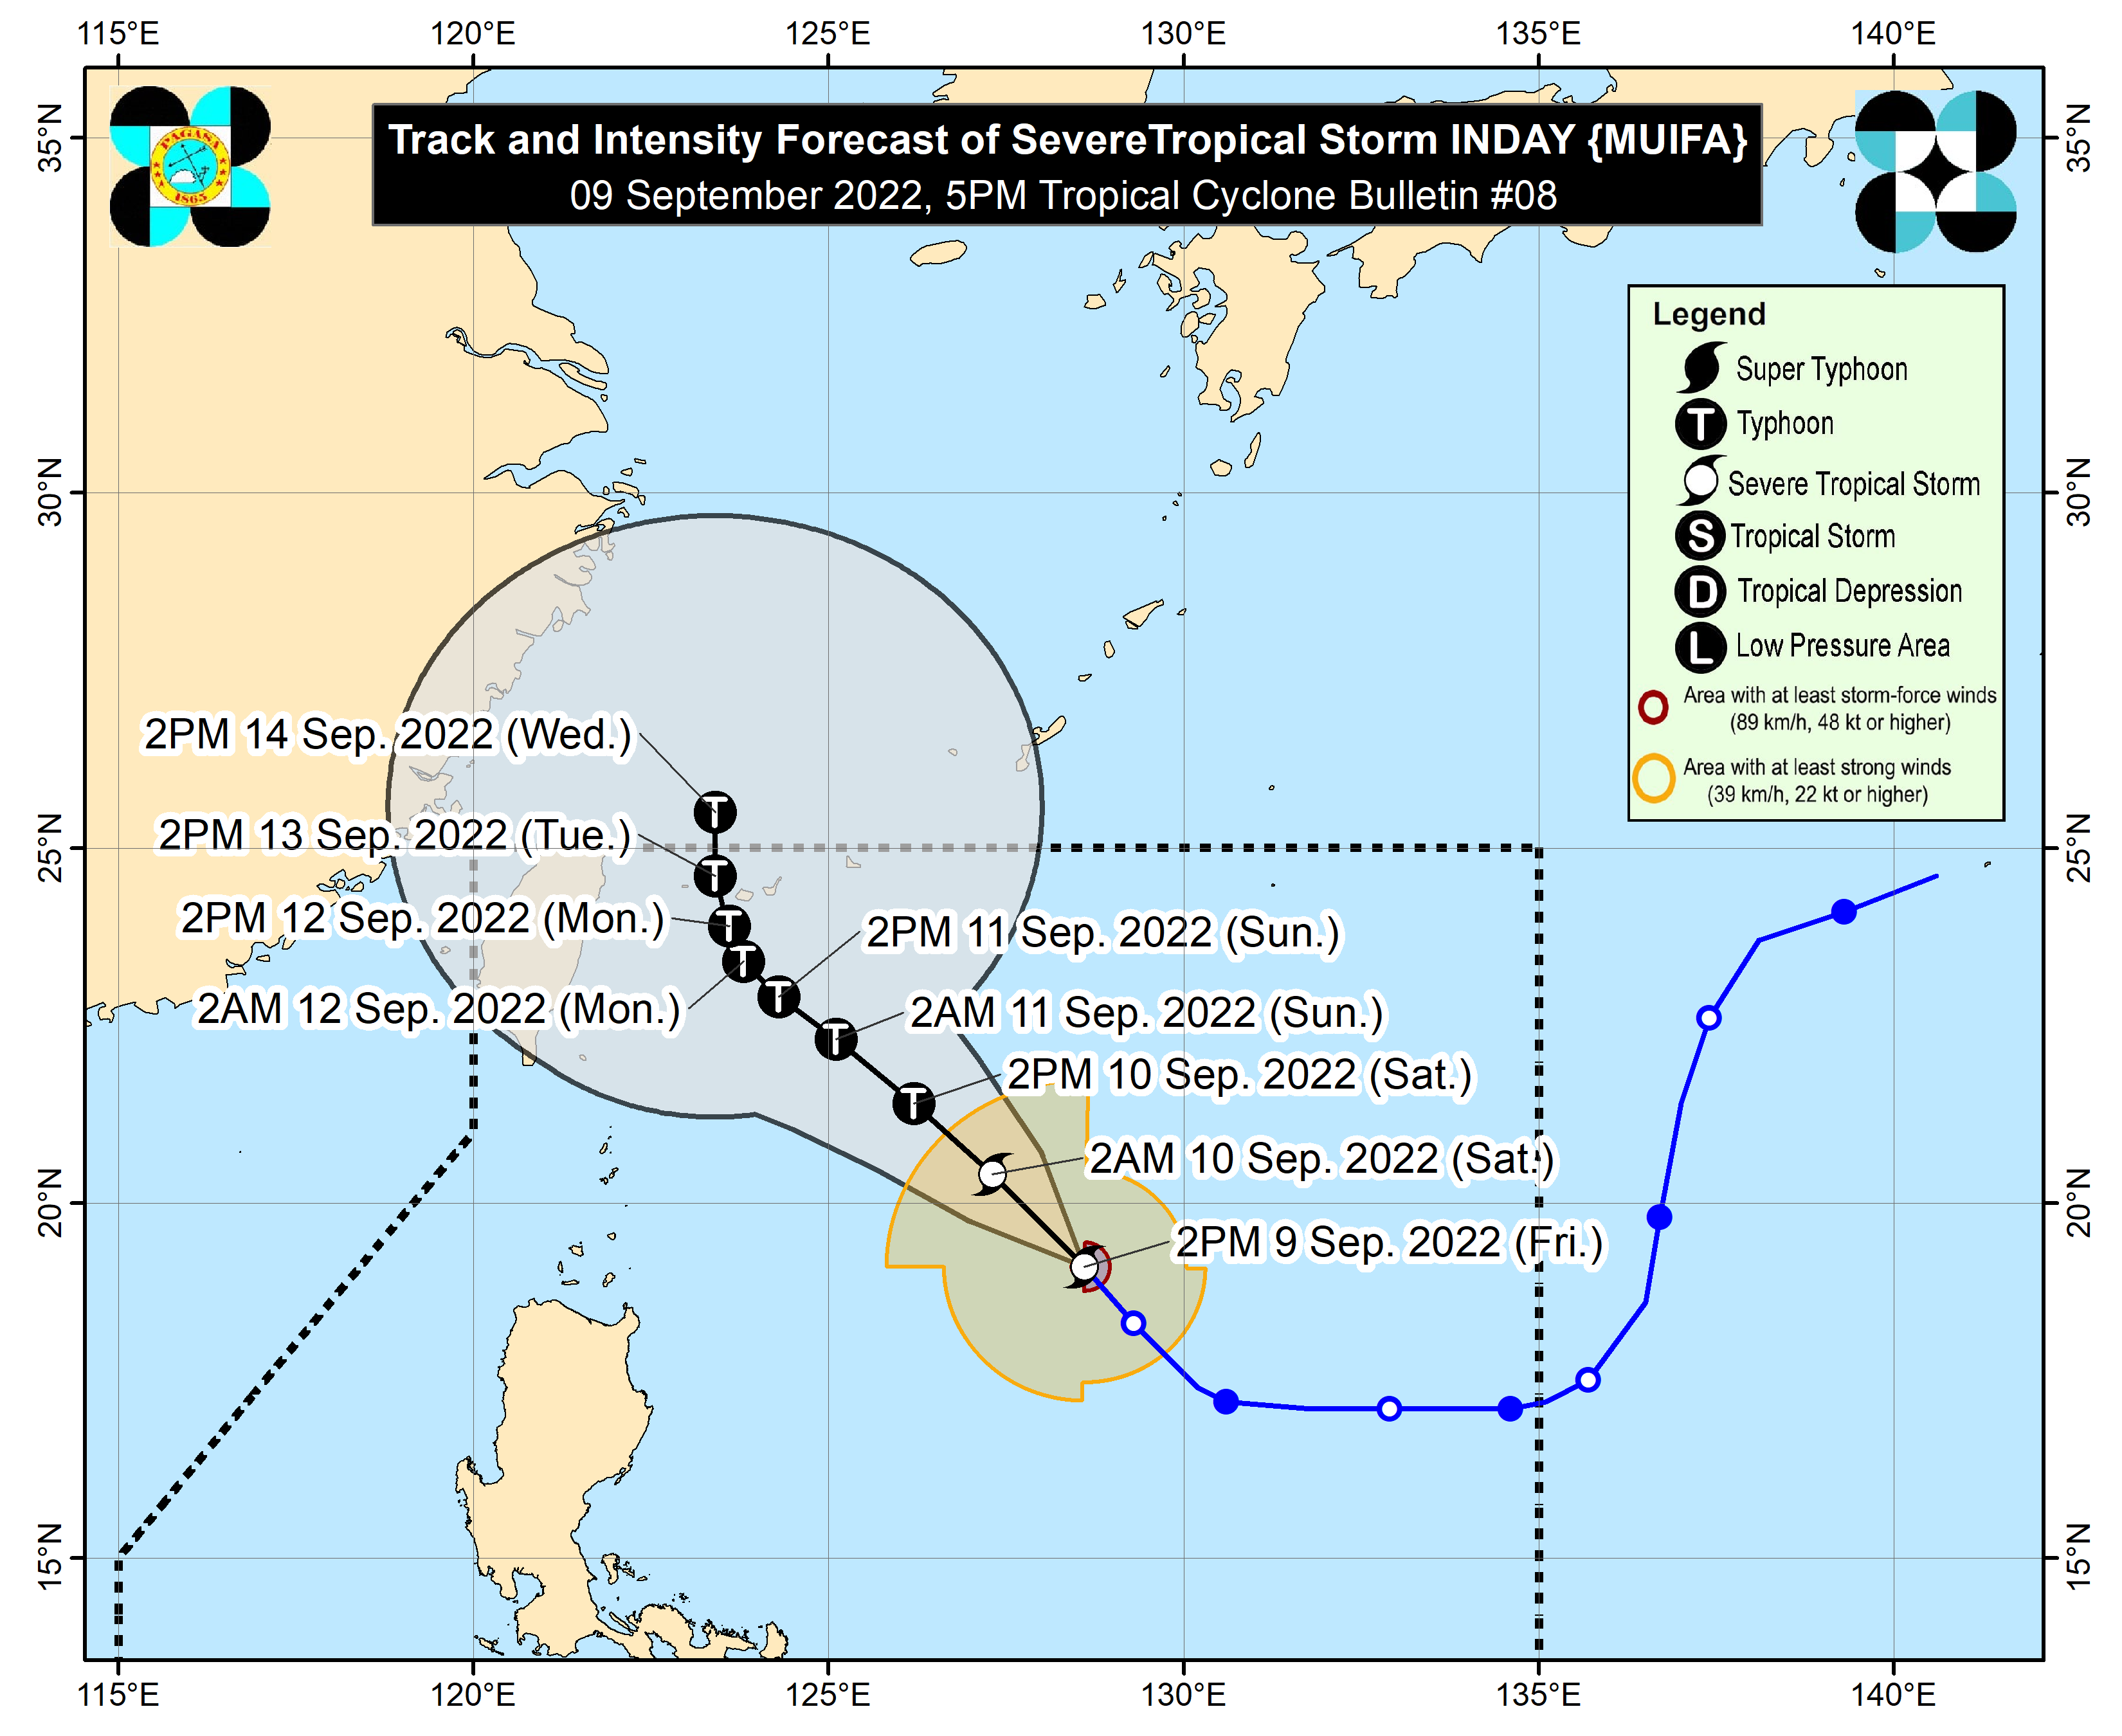 115°E 120°E 125°E 130°E 135°E 140°E
PAGASA
1865
Track and Intensity Forecast of SevereTropical Storm INDAY {MUIFA}
09 September 2022, 5PM Tropical Cyclone Bulletin #08
35°N
35°N
Legend
Super Typhoon
T Typhoon
Severe Tropical Storm
S Tropical Storm
D Tropical Depression
L Low Pressure Area
Area with at least storm-force winds
(89 km/h, 48 kt or higher)
Area with at least strong winds
(39 km/h, 22 kt or higher)
30°N
30°N
2PM 14 Sep. 2022 (Wed.)
T
2PM 13 Sep. 2022 (Tue.)
25°N
25°N
T
2PM 12 Sep. 2022 (Mon.)
T
2PM 11 Sep. 2022 (Sun.)
T
2AM 12 Sep. 2022 (Mon.)
T
2AM 11 Sep. 2022 (Sun.)
T
2PM 10 Sep. 2022 (Sat.)
T
2AM 10 Sep. 2022 (Sat.)
20°N
20°N
2PM 9 Sep. 2022 (Fri.)
15°N
15°N
115°E 120°E 125°E 130°E 135°E 140°E